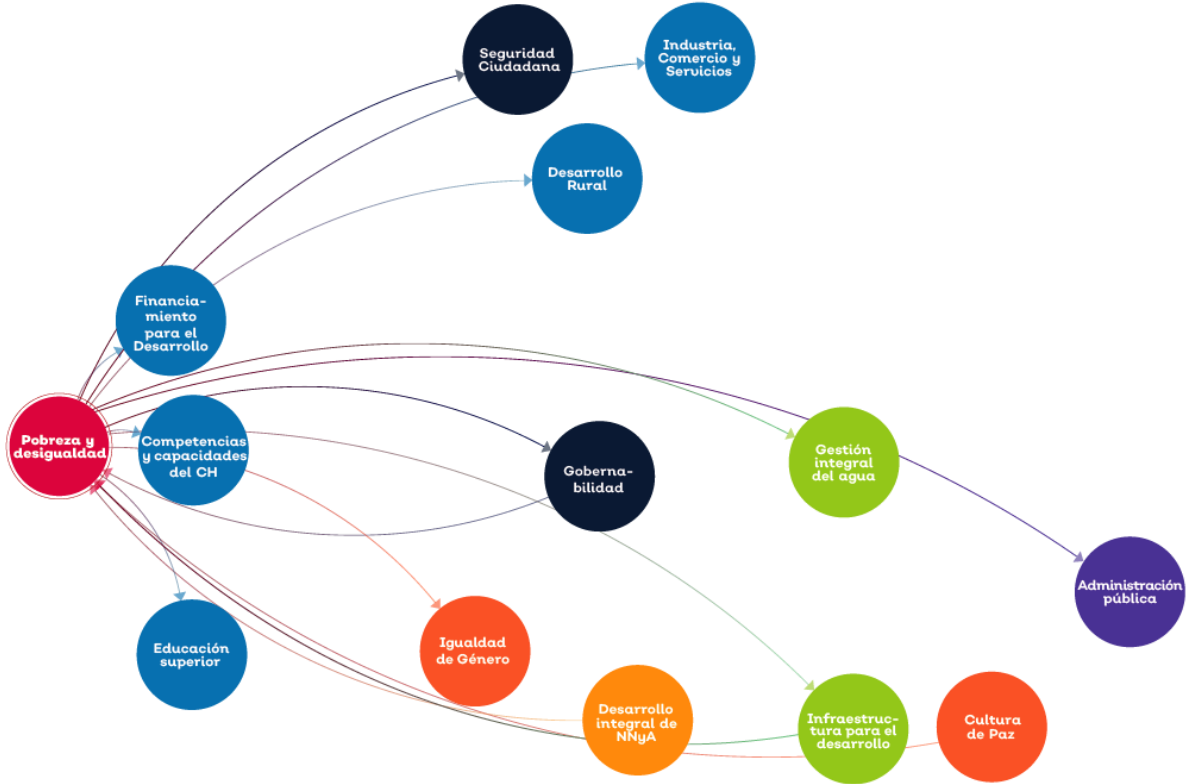 Seguridad
Ciudadana
Industria,
Comercio y
Servicios
Desarrollo
Rural
Financia-
miento
para el
Desarrollo
Pobreza y
desigualdad
Competencias
y capacidades
del CH
Goberna-
bilidad
Gestión
integral
del agua
Administración
pública
Educación
superior
Igualdad
de Género
Desarrollo
integral de
NNyA
Infraestruc-
tura para el
desarrollo
Cultura
de Paz